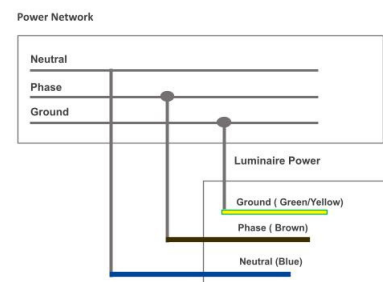 Power Network
Neutral
Phase
Ground
Luminaire Power
Ground ( Green/Yellow)
Phase ( Brown)
Neutral (Blue)